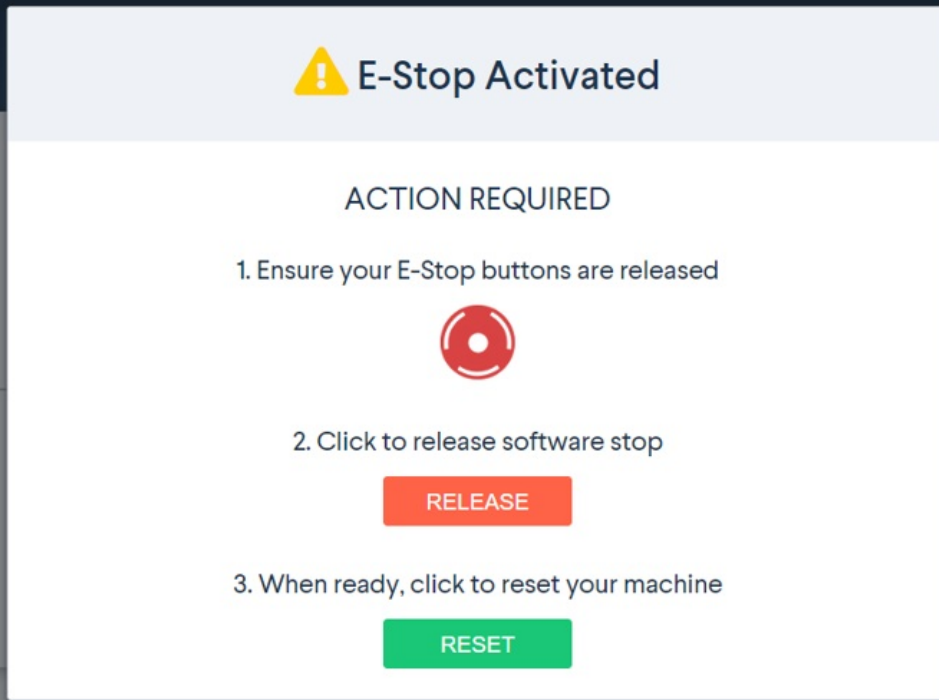 E-Stop Activated
ACTION REQUIRED
1. Ensure your E-Stop buttons are released
2. Click to release software stop
RELEASE
3. When ready, click to reset your machine
RESET